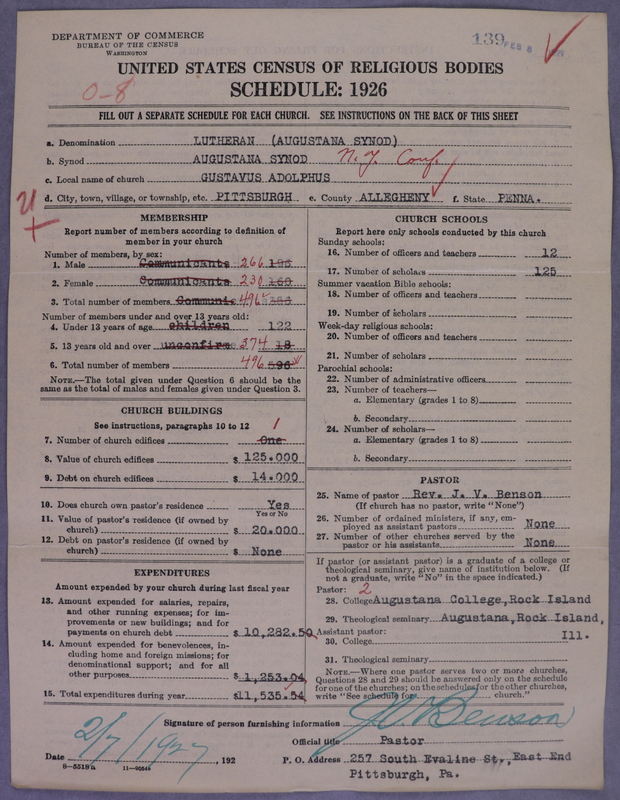 DEPARTMENT OF COMMERCE
BUREAU OF THE CENSUS
WASHINGTON
139 FEB 8
UNITED STATES CENSUS OF RELIGIOUS BODIES
SCHEDULE: 1926
0-8
FILL OUT A SEPARATE SCHEDULE FOR EACH CHURCH. SEE INSTRUCTIONS ON THE BACK OF THIS SHEET
a. Denomination LUTHERAN (AUGUSTANA SYNOD)
b. Synod AUGUSTANA SYNOD N.Y. Conf.
c. Local name of church GUSTAVUS ADOLPHUS
d. City, town, village, or township, etc. PITTSBURGH e. County ALLEGHENY f. State PENNA.
MEMBERSHIP
Report number of members according to definition of
member in your church
Number of members, by sex:
1. Male Communicants 266
2. Female Communicants 230
3. Total number of members Communic 496
Number of members under and over 13 years old:
4. Under 13 years of age children 122
5. 13 years old and over unconfirm 374 18
6. Total number of members 496 596
NOTE.—The total given under Question 6 should be the
same as the total of males and females given under Question 3.
CHURCH BUILDINGS
See instructions, paragraphs 10 to 12
7. Number of church edifices One 1
8. Value of church edifices $ 125.000
9. Debt on church edifices $ 14.000
10. Does church own pastor's residence Yes
Yes or No
11. Value of pastor's residence (if owned by
church) $ 20.000
12. Debt on pastor's residence (if owned by
church) $ None
EXPENDITURES
Amount expended by your church during last fiscal year
13. Amount expended for salaries, repairs,
and other running expenses; for im-
provements or new buildings; and for
payments on church debt $ 10,282.50
14. Amount expended for benevolences, in-
cluding home and foreign missions; for
denominational support; and for all
other purposes $ 1,253.04
15. Total expenditures during year $11,535.54
CHURCH SCHOOLS
Report here only schools conducted by this church
Sunday schools:
16. Number of officers and teachers 12
17. Number of scholars 125
Summer vacation Bible schools:
18. Number of officers and teachers
19. Number of scholars
Week-day religious schools:
20. Number of officers and teachers
21. Number of scholars
Parochial schools:
22. Number of administrative officers
23. Number of teachers—
a. Elementary (grades 1 to 8)
b. Secondary
24. Number of scholars—
a. Elementary (grades 1 to 8)
b. Secondary
PASTOR
25. Name of pastor Rev. J. V. Benson
(If church has no pastor, write "None")
26. Number of ordained ministers, if any, em-
ployed as assistant pastors None
27. Number of other churches served by the
pastor or his assistants None
If pastor (or assistant pastor) is a graduate of a college or
theological seminary, give name of institution below. (If
not a graduate, write "No" in the space indicated.)
Pastor: 2
28. College Augustana College, Rock Island
29. Theological seminary Augustana, Rock Island,
Assistant pastor: Ill.
30. College
31. Theological seminary
NOTE.—Where one pastor serves two or more churches,
Questions 28 and 29 should be answered only on the schedule
for one of the churches; on the schedules for the other churches,
write "See schedule for church."
Signature of person furnishing information J.V. Benson
Official title Pastor
Date 2/7/1927, 192
P. O. Address 257 South Evaline St., East End
Pittsburgh, Pa.